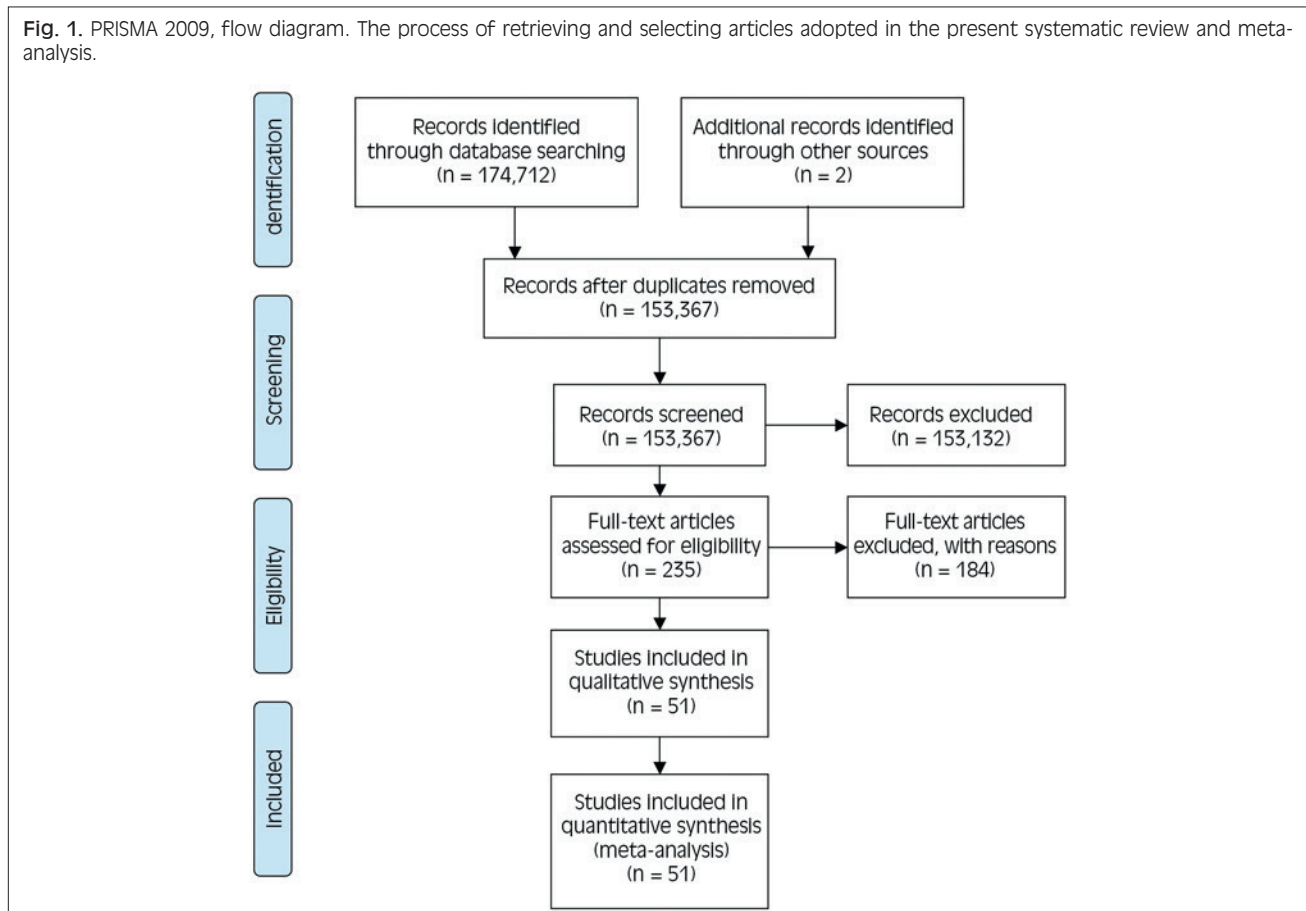 Fig. 1. PRISMA 2009, flow diagram. The process of retrieving and selecting articles adopted in the present systematic review and meta-
analysis.
dentification
Records identified
through database searching
(n = 174,712)
Additional records identified
through other sources
(n = 2)
Records after duplicates removed
(n = 153,367)
Screening
Records screened
(n = 153,367)
Records excluded
(n = 153,132)
Eligibility
Full-text articles
assessed for eligibility
(n = 235)
Full-text articles
excluded, with reasons
(n = 184)
Studies included in
qualitative synthesis
(n = 51)
Included
Studies included in
quantitative synthesis
(meta-analysis)
(n = 51)